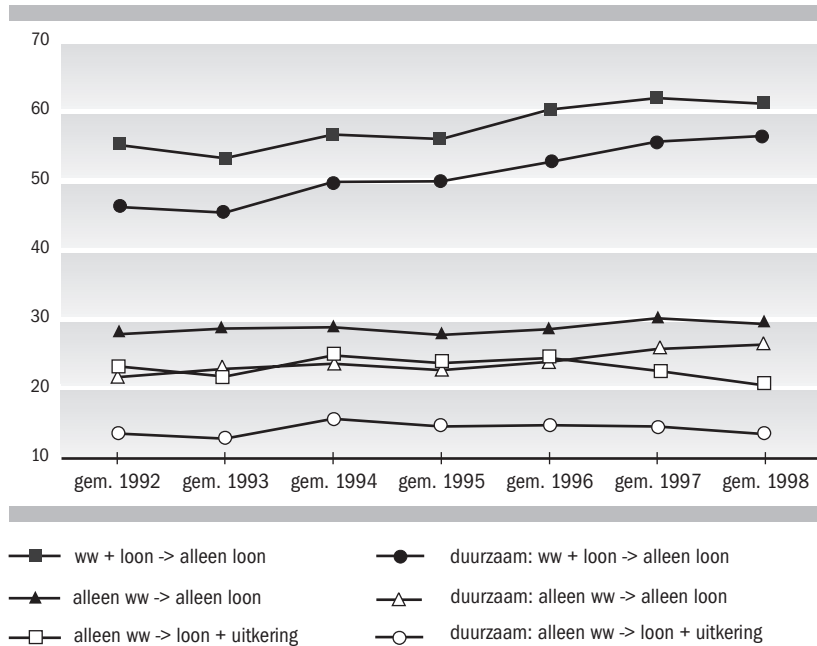 70
60
50
40
30
20
10
gem. 1992 gem. 1993 gem. 1994 gem. 1995 gem. 1996 gem. 1997 gem. 1998
ww + loon -> alleen loon
duurzaam: ww + loon -> alleen loon
alleen ww -> alleen loon
duurzaam: alleen ww -> alleen loon
alleen ww -> loon + uitkering
duurzaam: alleen ww -> loon + uitkering